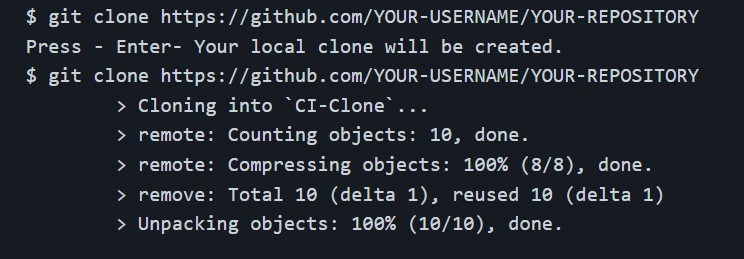 $ git clone https://github.com/YOUR-USERNAME/YOUR-REPOSITORY
Press - Enter- Your local clone will be created.
$ git clone https://github.com/YOUR-USERNAME/YOUR-REPOSITORY
> Cloning into `CI-Clone`...
> remote: Counting objects: 10, done.
> remote: Compressing objects: 100% (8/8), done.
> remove: Total 10 (delta 1), reused 10 (delta 1)
> Unpacking objects: 100% (10/10), done.